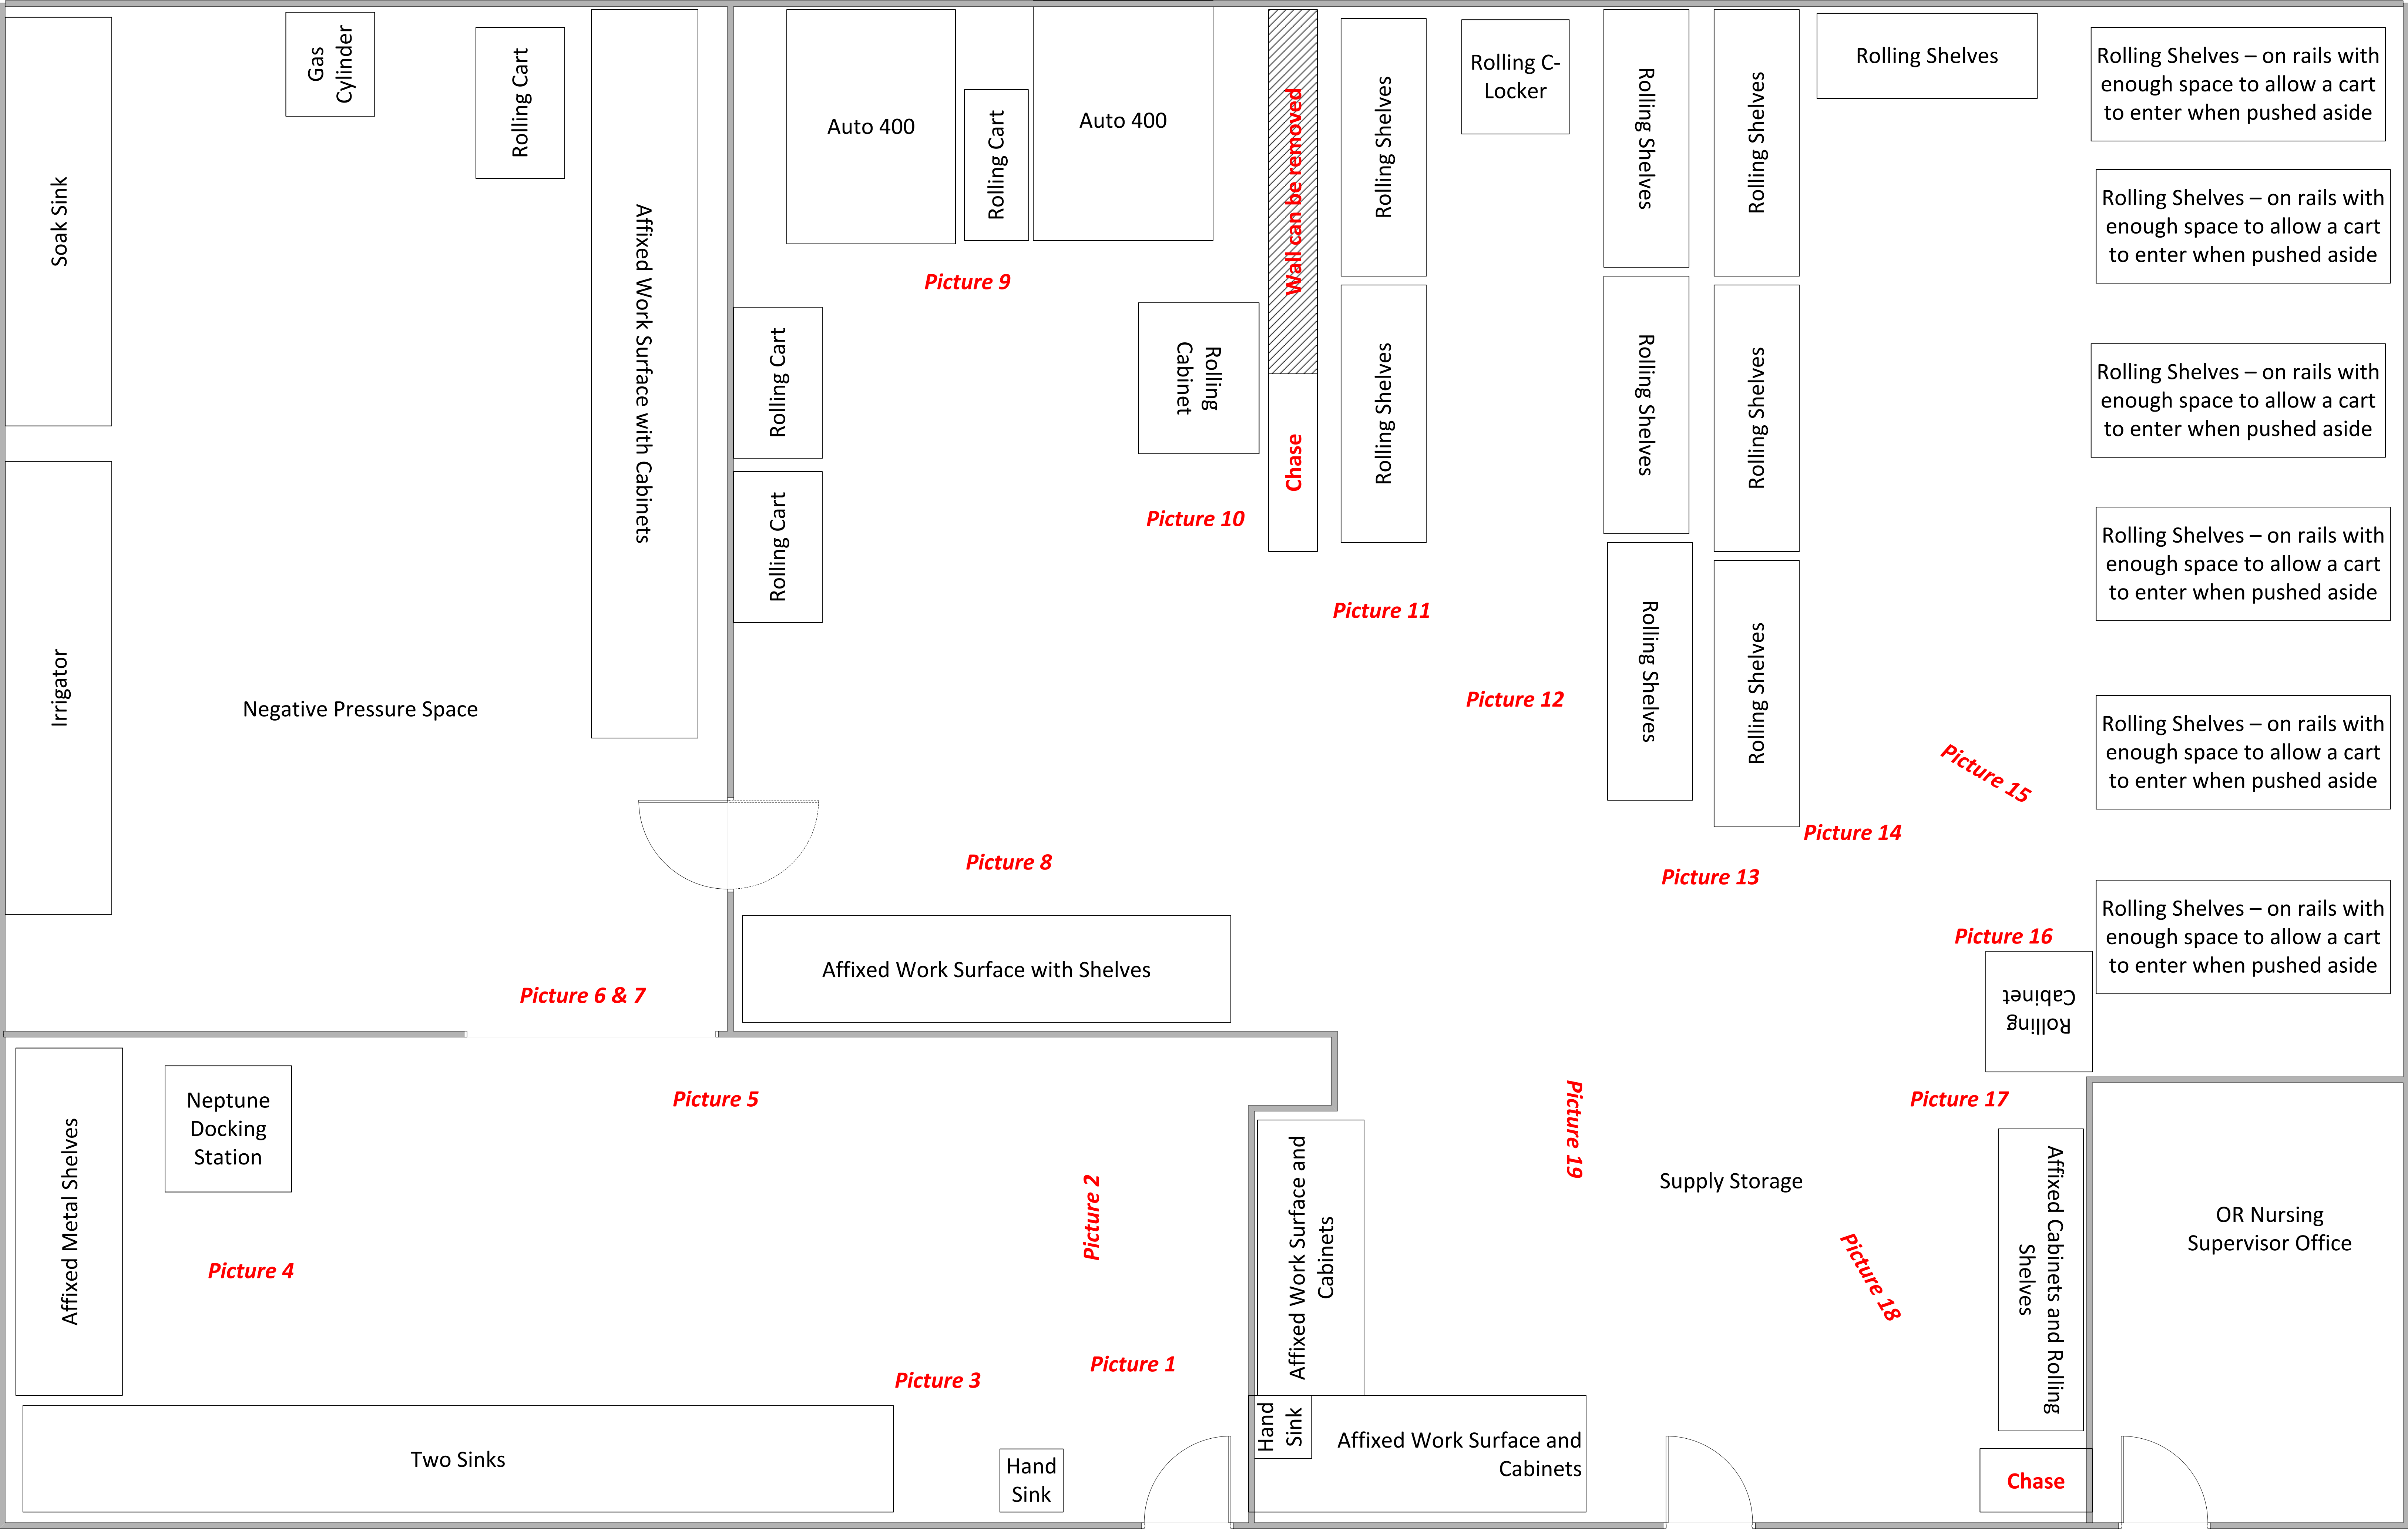 Soak Sink
Gas
Cylinder
Rolling Cart
Affixed Work Surface with Cabinets
Irrigator
Negative Pressure Space
Auto 400
Rolling Cart
Auto 400
Wall can be removed
Chase
Picture 9
Rolling Cart
Rolling Cart
Rolling
Cabinet
Picture 10
Rolling Shelves
Rolling Shelves
Rolling C-
Locker
Rolling Shelves
Rolling Shelves
Rolling Shelves
Rolling Shelves
Rolling Shelves
Rolling Shelves
Rolling Shelves
Rolling Shelves – on rails with
enough space to allow a cart
to enter when pushed aside
Rolling Shelves – on rails with
enough space to allow a cart
to enter when pushed aside
Rolling Shelves – on rails with
enough space to allow a cart
to enter when pushed aside
Rolling Shelves – on rails with
enough space to allow a cart
to enter when pushed aside
Rolling Shelves – on rails with
enough space to allow a cart
to enter when pushed aside
Rolling Shelves – on rails with
enough space to allow a cart
to enter when pushed aside
Picture 11
Picture 12
Picture 15
Picture 14
Picture 13
Picture 8
Picture 16
Rolling
Cabinet
Affixed Work Surface with Shelves
Picture 6 & 7
Affixed Metal Shelves
Neptune
Docking
Station
Picture 5
Picture 2
Picture 4
Picture 1
Picture 3
Two Sinks
Hand
Sink
Affixed Work Surface and
Cabinets
Hand
Sink
Affixed Work Surface and
Cabinets
Picture 19
Supply Storage
Picture 17
Picture 18
Affixed Cabinets and Rolling
Shelves
Chase
OR Nursing
Supervisor Office